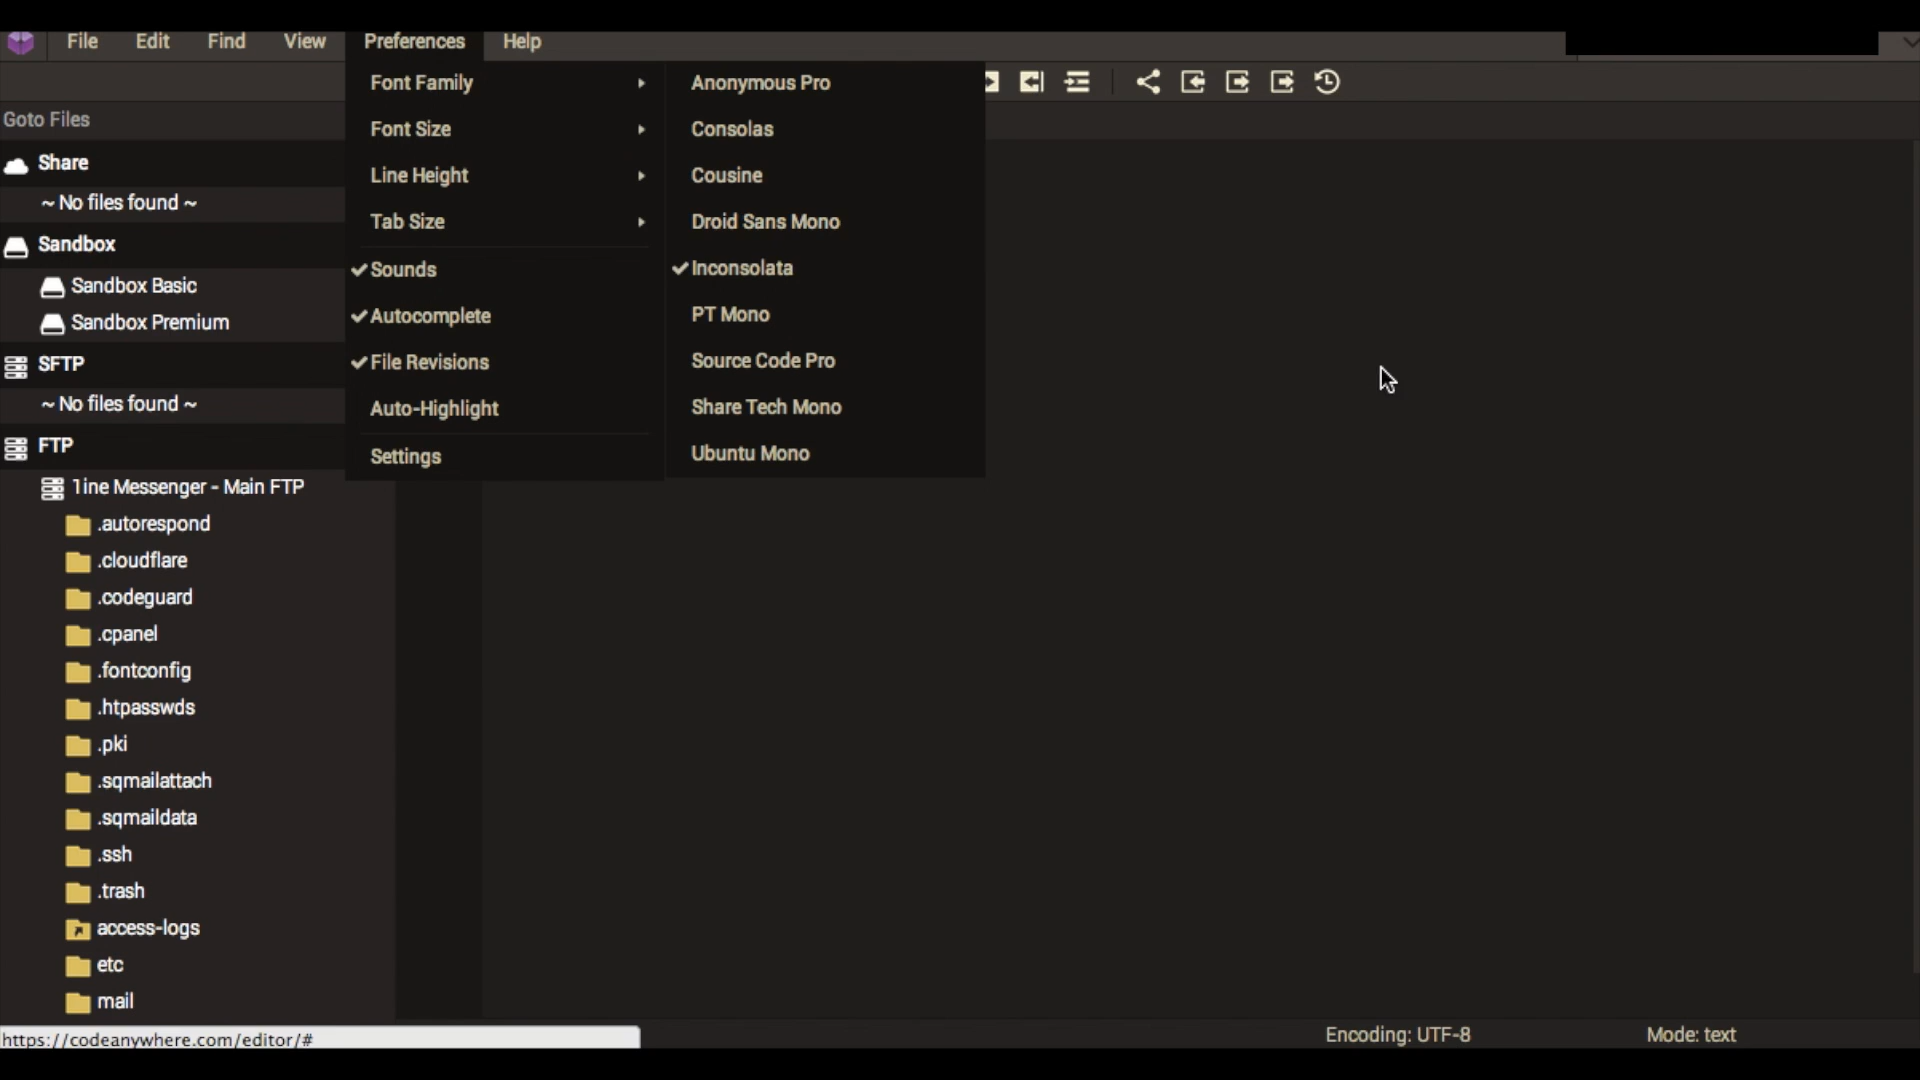 File Edit Find View Preferences Help
Goto Files
Share
~ No files found ~
Sandbox
Sandbox Basic
Sandbox Premium
SFTP
~ No files found ~
FTP
1ine Messenger - Main FTP
.autorespond
.cloudflare
.codeguard
.cpanel
.fontconfig
.htpasswds
.pki
.sqmailattach
.sqmaildata
.ssh
.trash
access-logs
etc
mail
Font Family
Font Size
Line Height
Tab Size
Sounds
Autocomplete
File Revisions
Auto-Highlight
Settings
Anonymous Pro
Consolas
Cousine
Droid Sans Mono
Inconsolata
PT Mono
Source Code Pro
Share Tech Mono
Ubuntu Mono
https://codeanywhere.com/editor/#
Encoding: UTF-8
Mode: text